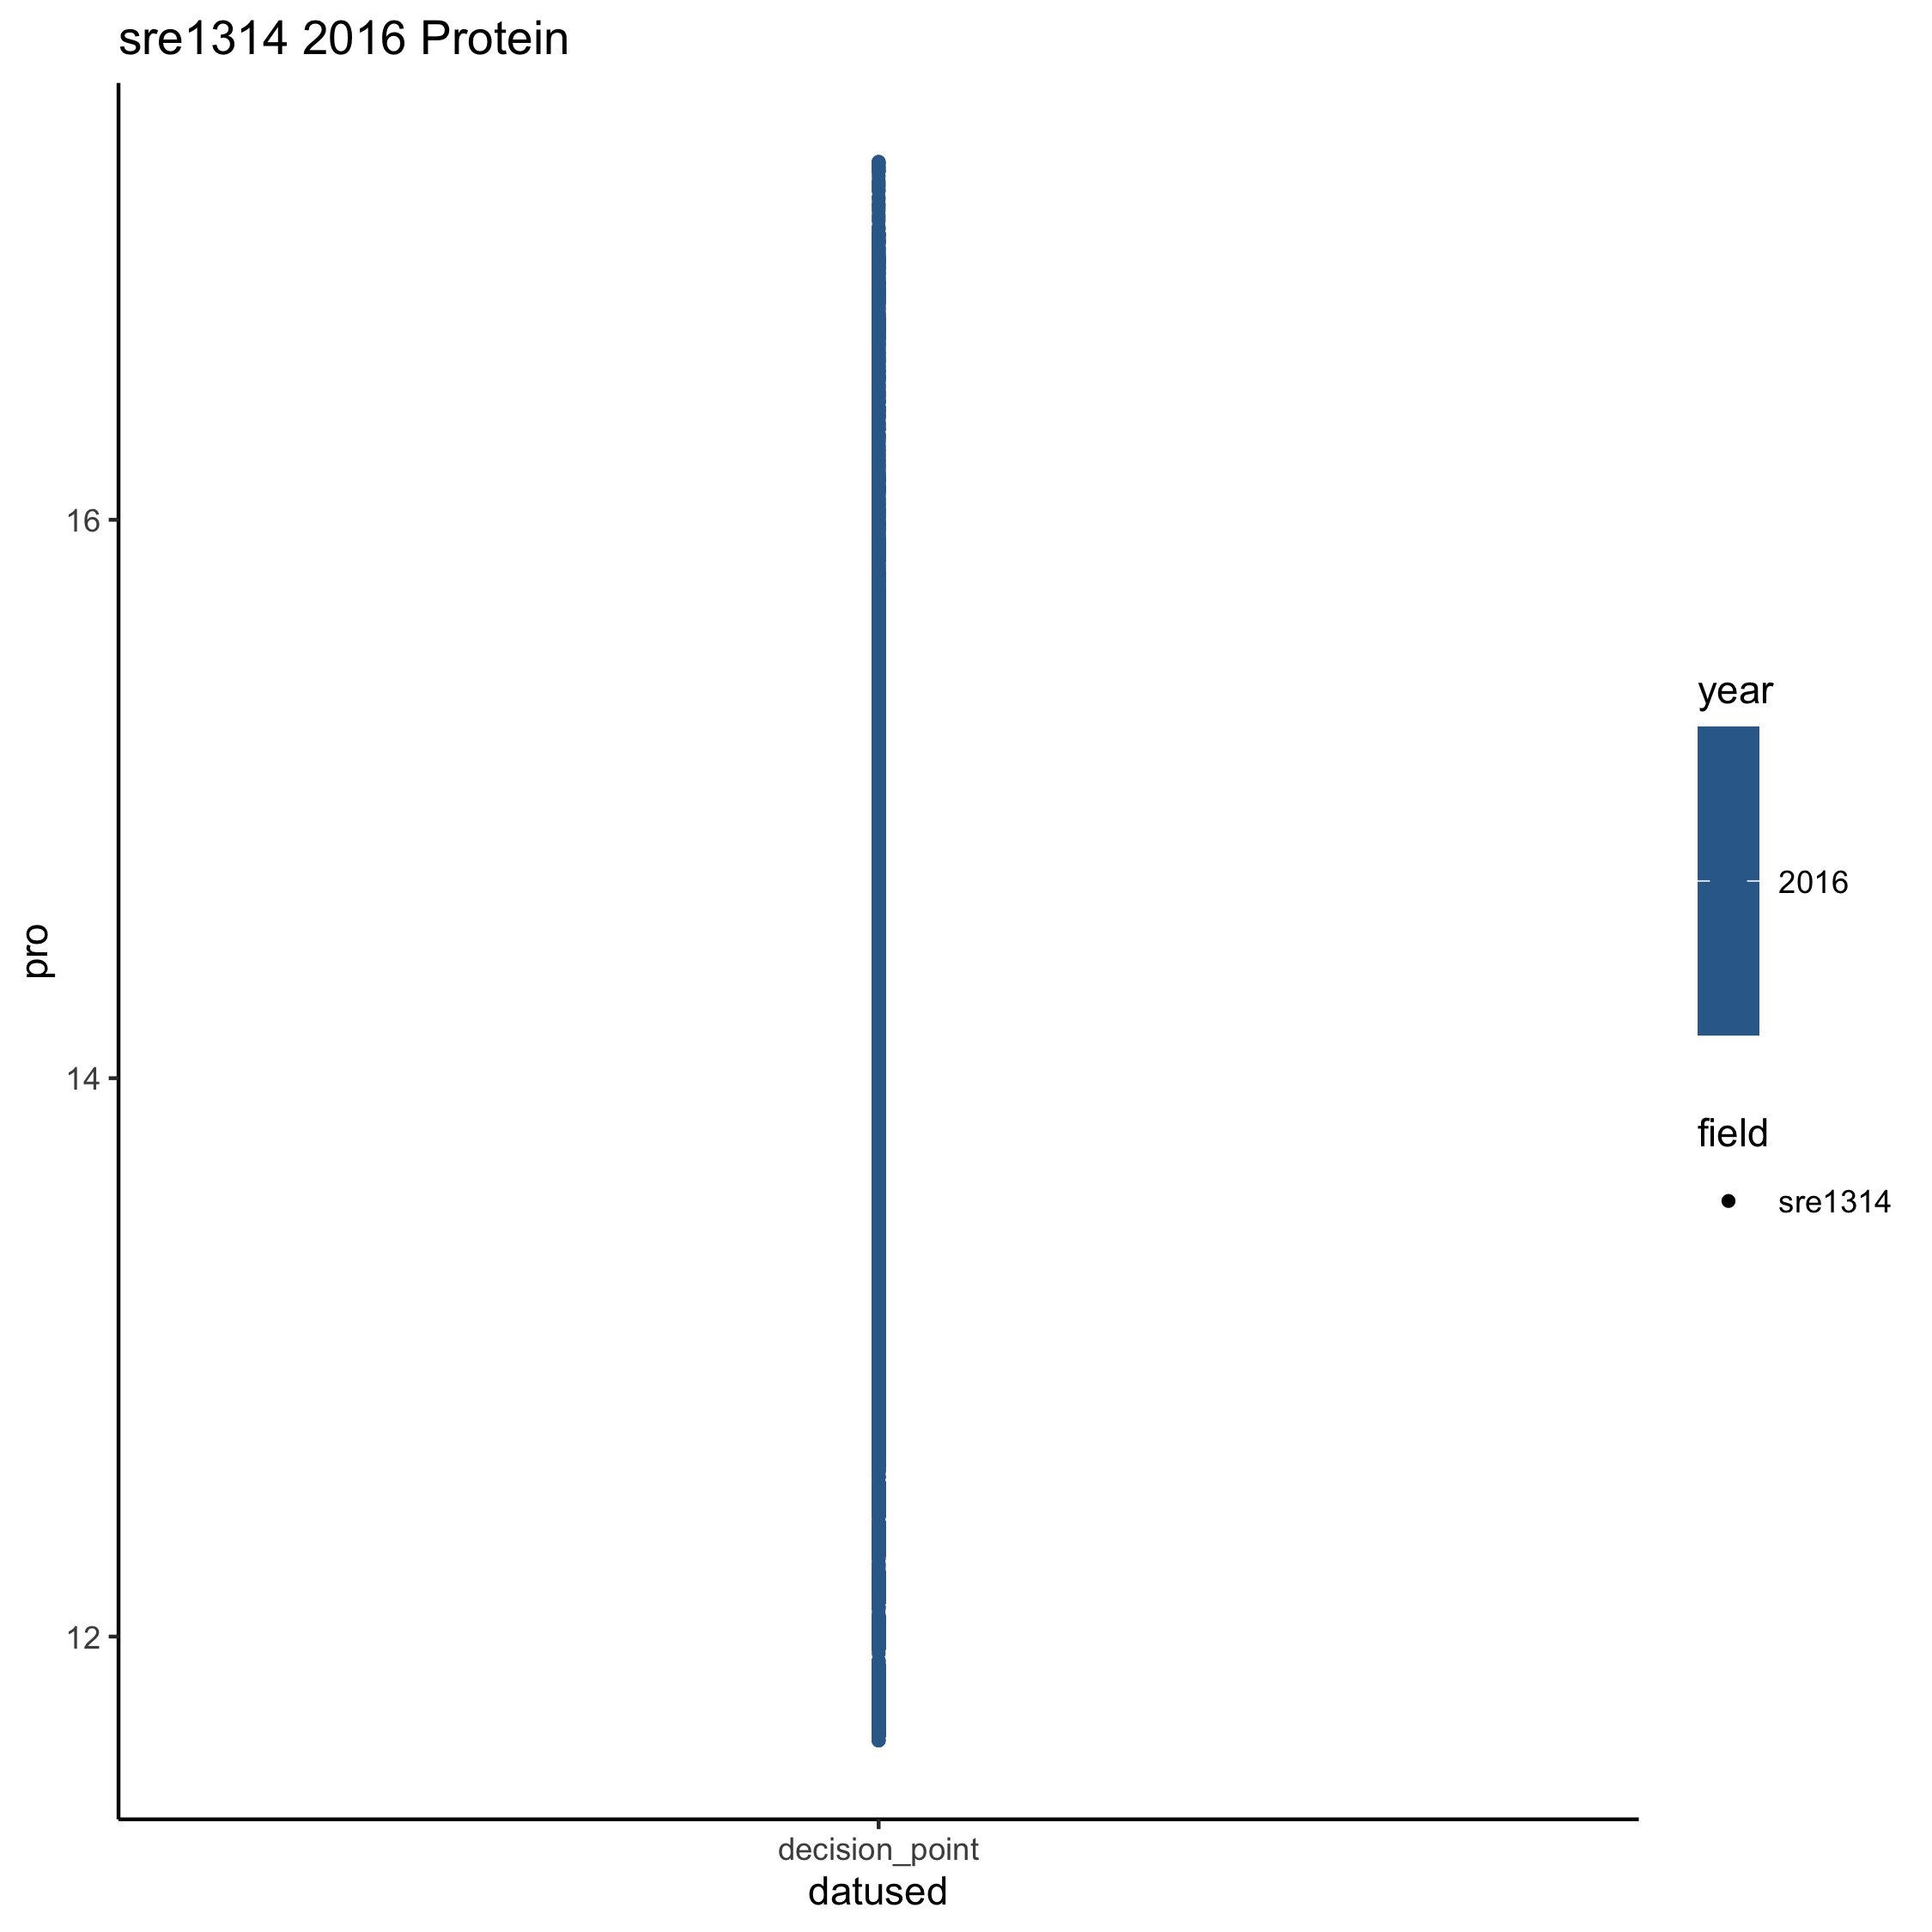 sre1314 2016 Protein
pro
16
14
12
decision_point
datused
year
2016
field
sre1314